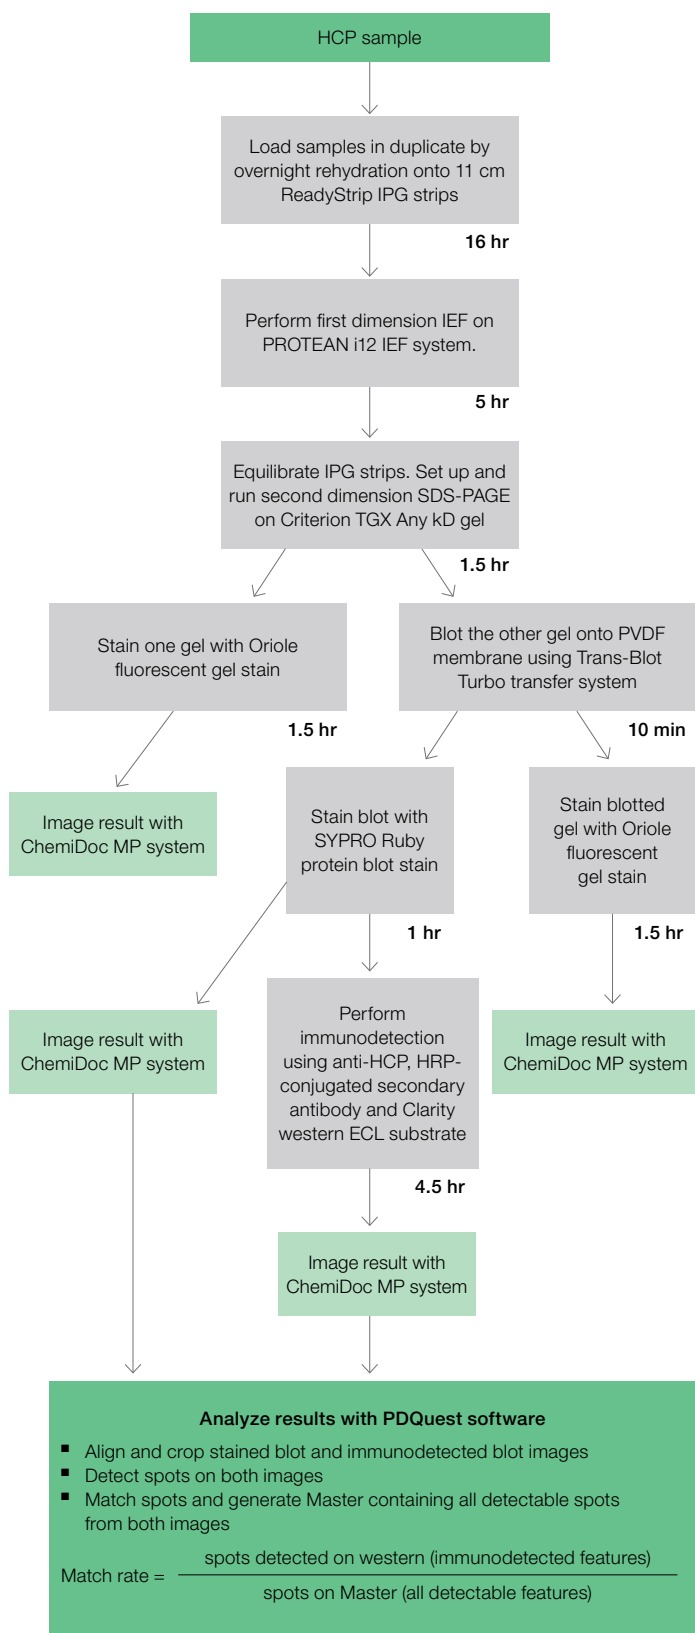 HCP sample
Load samples in duplicate by
overnight rehydration onto 11 cm
ReadyStrip IPG strips
16 hr
Perform first dimension IEF on
PROTEAN i12 IEF system.
5 hr
Equilibrate IPG strips. Set up and
run second dimension SDS-PAGE
on Criterion TGX Any kD gel
1.5 hr
Stain one gel with Oriole
fluorescent gel stain
1.5 hr
Blot the other gel onto PVDF
membrane using Trans-Blot
Turbo transfer system
10 min
Image result with
ChemiDoc MP system
Stain blot with
SYPRO Ruby
protein blot stain
1 hr
Stain blotted
gel with Oriole
fluorescent
gel stain
1.5 hr
Image result with
ChemiDoc MP system
Perform
immunodetection
using anti-HCP, HRP-
conjugated secondary
antibody and Clarity
western ECL substrate
4.5 hr
Image result with
ChemiDoc MP system
Image result with
ChemiDoc MP system
Analyze results with PDQuest software
▪ Align and crop stained blot and immunodetected blot images
▪ Detect spots on both images
▪ Match spots and generate Master containing all detectable spots
from both images
Match rate = spots detected on western (immunodetected features)
spots on Master (all detectable features)